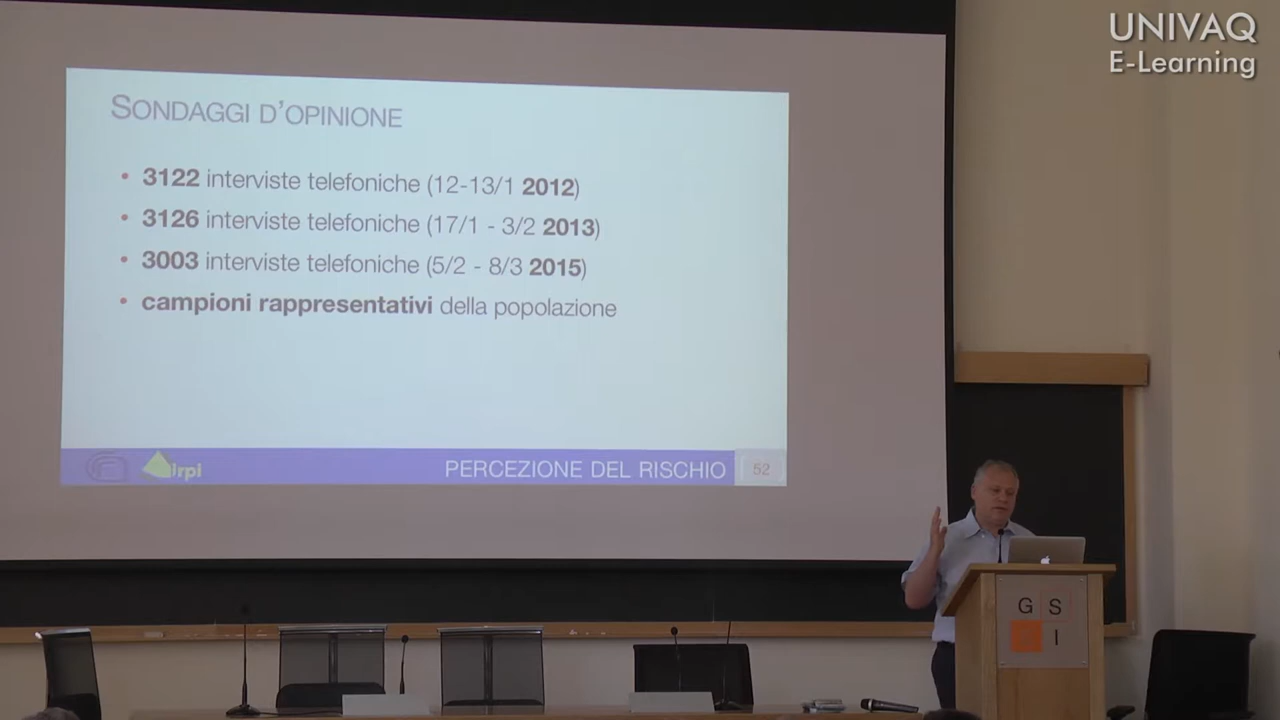 UNIVAQ
E-Learning
SONDAGGI D'OPINIONE
• 3122 interviste telefoniche (12-13/1 2012)
• 3126 interviste telefoniche (17/1 - 3/2 2013)
• 3003 interviste telefoniche (5/2 - 8/3 2015)
• campioni rappresentativi della popolazione
irpi
PERCEZIONE DEL RISCHIO 52
G S
S I